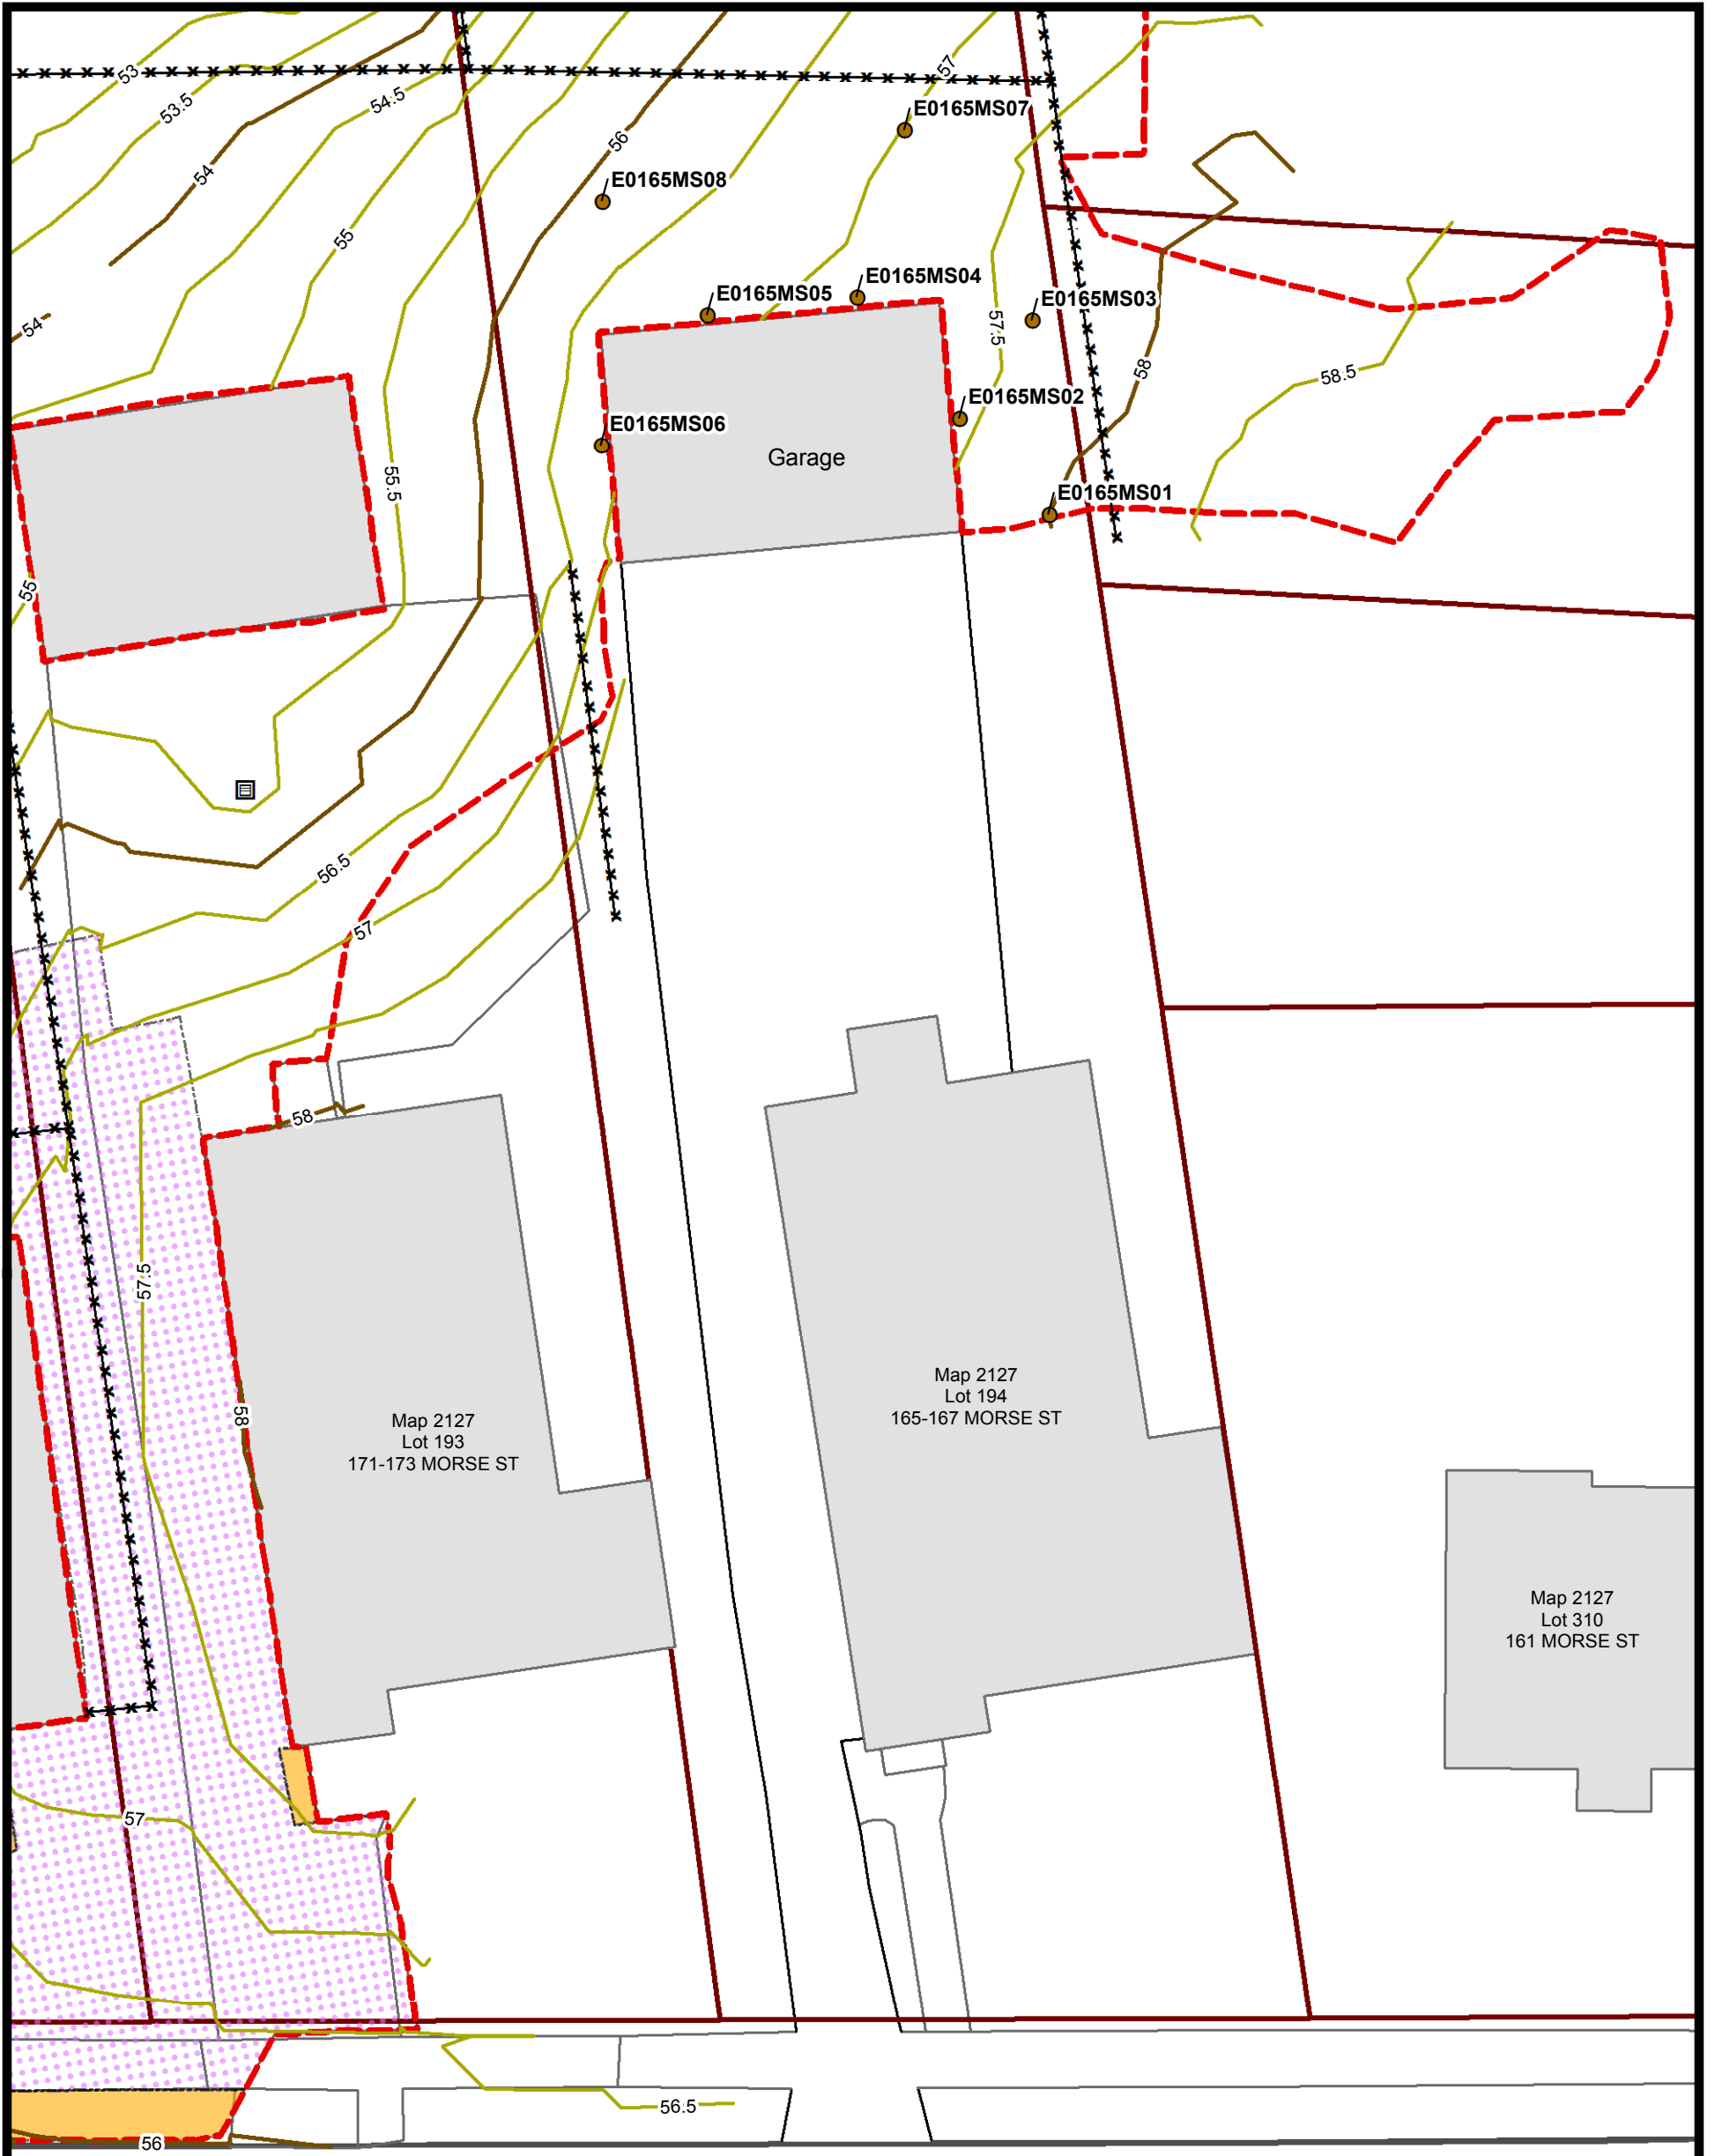 53
53.5
54.5
57
E0165MS07
56
54
E0165MS08
55
E0165MS04
E0165MS05
E0165MS03
54
57.5
58
58.5
E0165MS02
E0165MS06
Garage
55.5
E0165MS01
55
56.5
57
58
57.5
Map 2127
Lot 194
165-167 MORSE ST
58
Map 2127
Lot 193
171-173 MORSE ST
Map 2127
Lot 310
161 MORSE ST
57
56.5
56